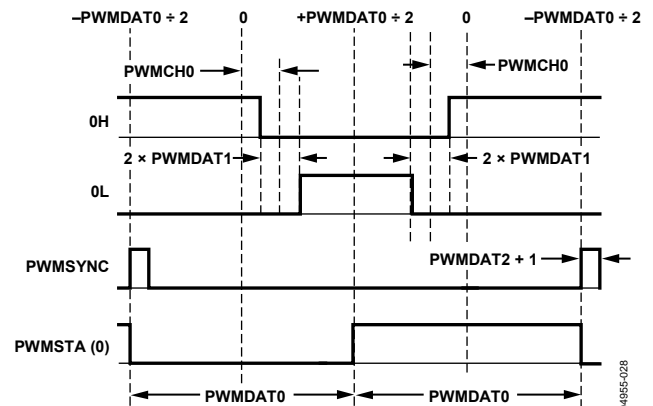 –PWMDAT0 ÷ 2 0 +PWMDAT0 ÷ 2 0 –PWMDAT0 ÷ 2
PWMCH0 PWMCH0
0H
2 × PWMDAT1 2 × PWMDAT1
0L
PWMSYNC PWMDAT2 + 1
PWMSTA (0)
PWMDAT0 PWMDAT0
4955-028